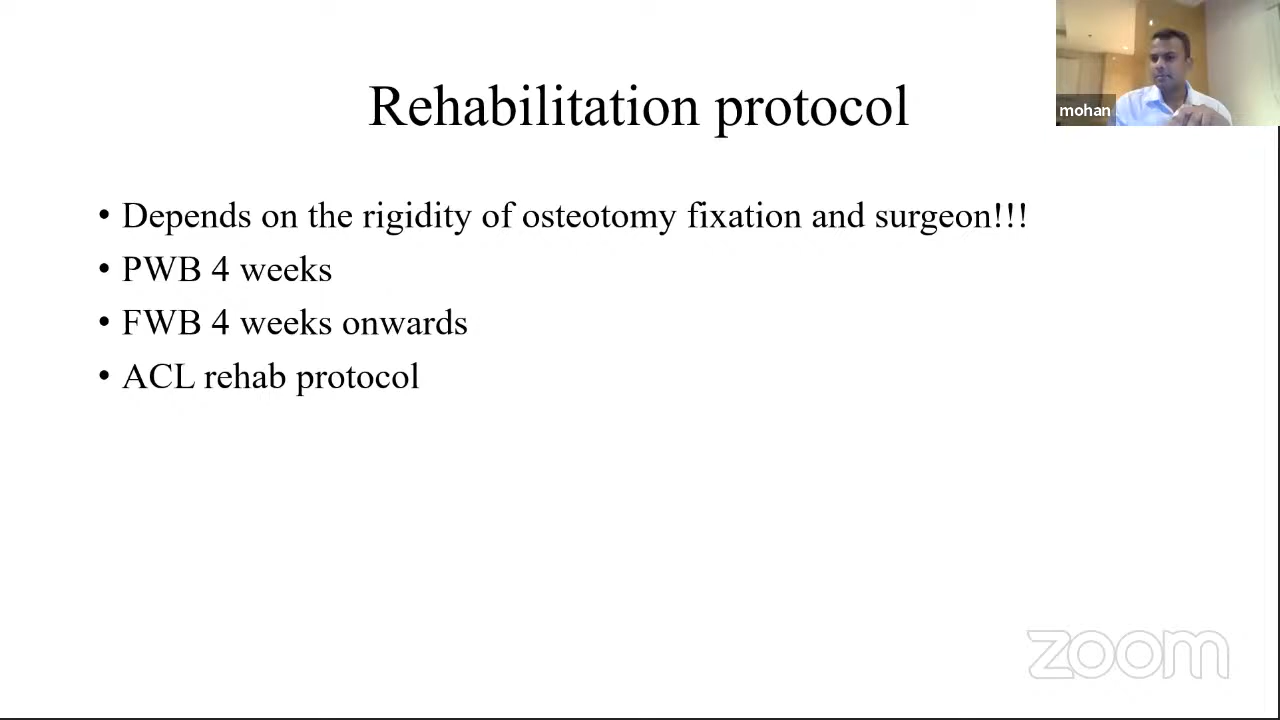 Rehabilitation protocol
mohan
• Depends on the rigidity of osteotomy fixation and surgeon!!!
• PWB 4 weeks
• FWB 4 weeks onwards
• ACL rehab protocol
zoom